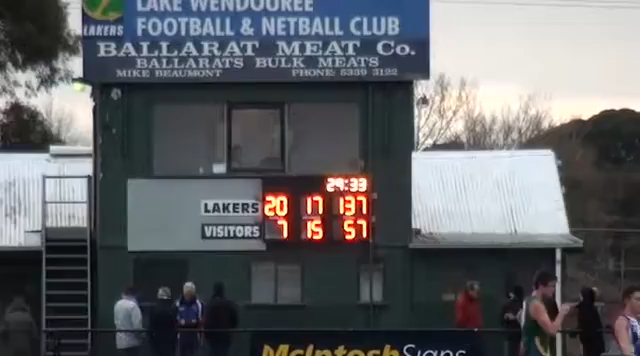 LAKE WENDOUREE
LAKERS
FOOTBALL & NETBALL CLUB
BALLARAT MEAT Co.
BALLARATS BULK MEATS
MIKE BEAUMONT PHONE: 5339 3122
29:33
LAKERS 20 17 137
VISITORS 7 15 57
McIntosh Signs